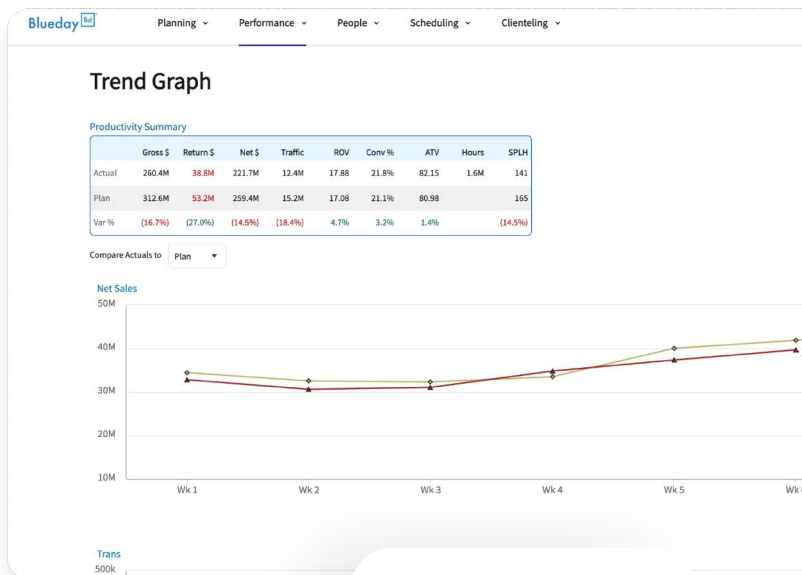 Blueday Bd
Planning Performance People Scheduling Clienteling
Trend Graph
Productivity Summary
Gross $ Return $ Net $ Traffic ROV Conv % ATV Hours SPLH
Actual 260.4M 38.8M 221.7M 12.4M 17.88 21.8% 82.15 1.6M 141
Plan 312.6M 53.2M 259.4M 15.2M 17.08 21.1% 80.98 165
Var % (16.7%) (27.0%) (14.5%) (18.4%) 4.7% 3.2% 1.4% (14.5%)
Compare Actuals to Plan
Net Sales
50M
40M
30M
20M
10M
Wk 1 Wk 2 Wk 3 Wk 4 Wk 5 Wk
Trans
500k